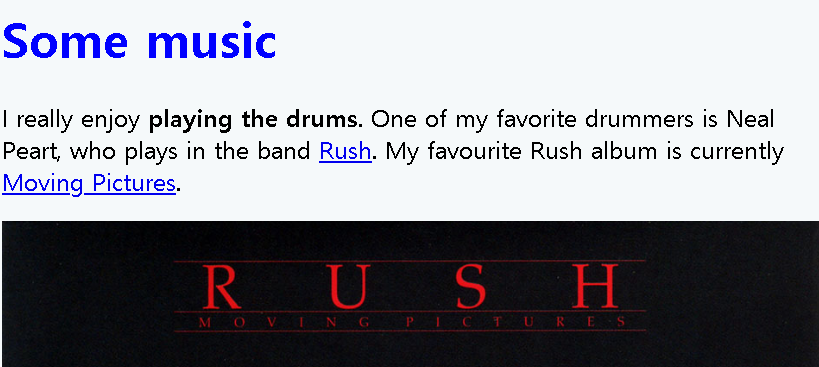 Some music
I really enjoy playing the drums. One of my favorite drummers is Neal
Peart, who plays in the band Rush. My favourite Rush album is currently
Moving Pictures.
RUSH
MOVING PICTURES